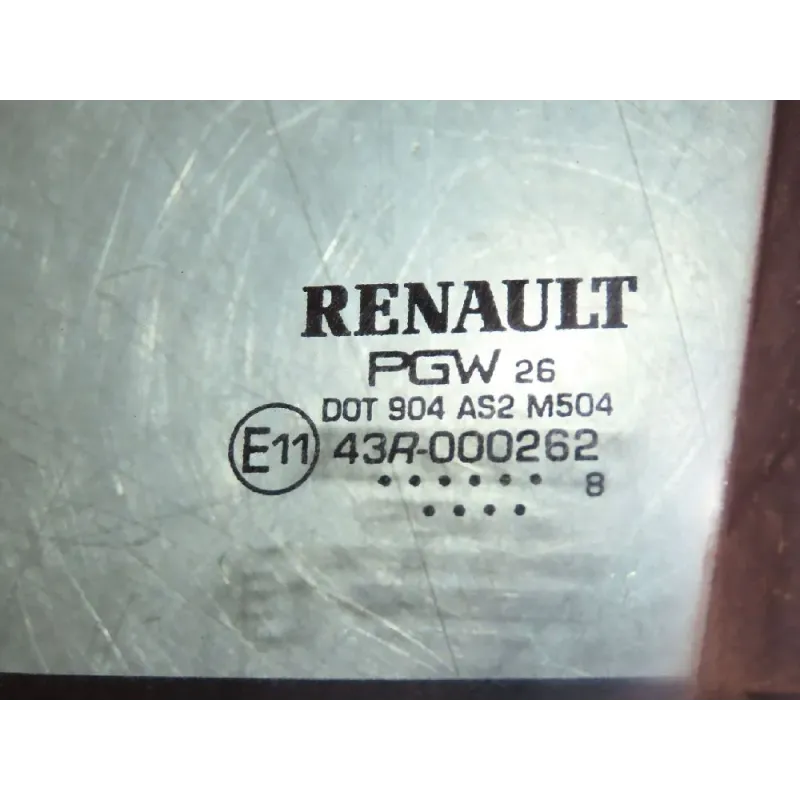 RENAULT
PGW 26
DOT 904 AS2 M504
E11 43R-000262
...... 8
....